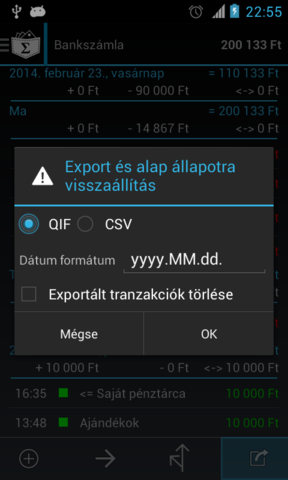 22:55
Bankszámla 200 133 Ft
2014. február 23., vasárnap = 110 133 Ft
+ 0 Ft - 90 000 Ft <-> 0 Ft
Ma = 200 133 Ft
+ 0 Ft - 14 867 Ft <-> 0 Ft
Export és alap állapotra
visszaállítás
QIF CSV
Dátum formátum yyyy.MM.dd.
Exportált tranzakciók törlése
Mégse OK
+ 10 000 Ft - 0 Ft <-> 10 000 Ft
16:35 <= Saját pénztárca 10 000 Ft
13:48 Ajándékok 10 000 Ft